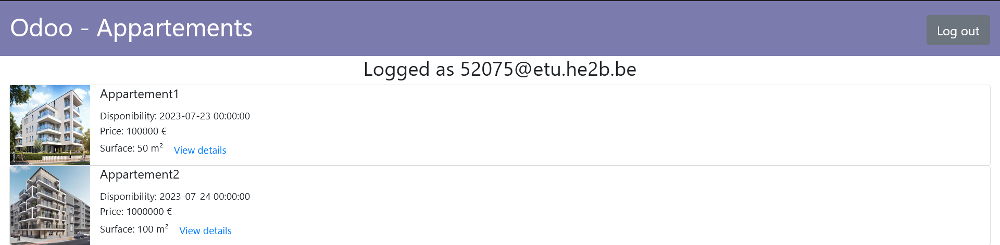 Odoo - Appartements
Log out
Logged as 52075@etu.he2b.be
Appartement1
Disponibility: 2023-07-23 00:00:00
Price: 100000 €
Surface: 50 m² View details
Appartement2
Disponibility: 2023-07-24 00:00:00
Price: 1000000 €
Surface: 100 m² View details